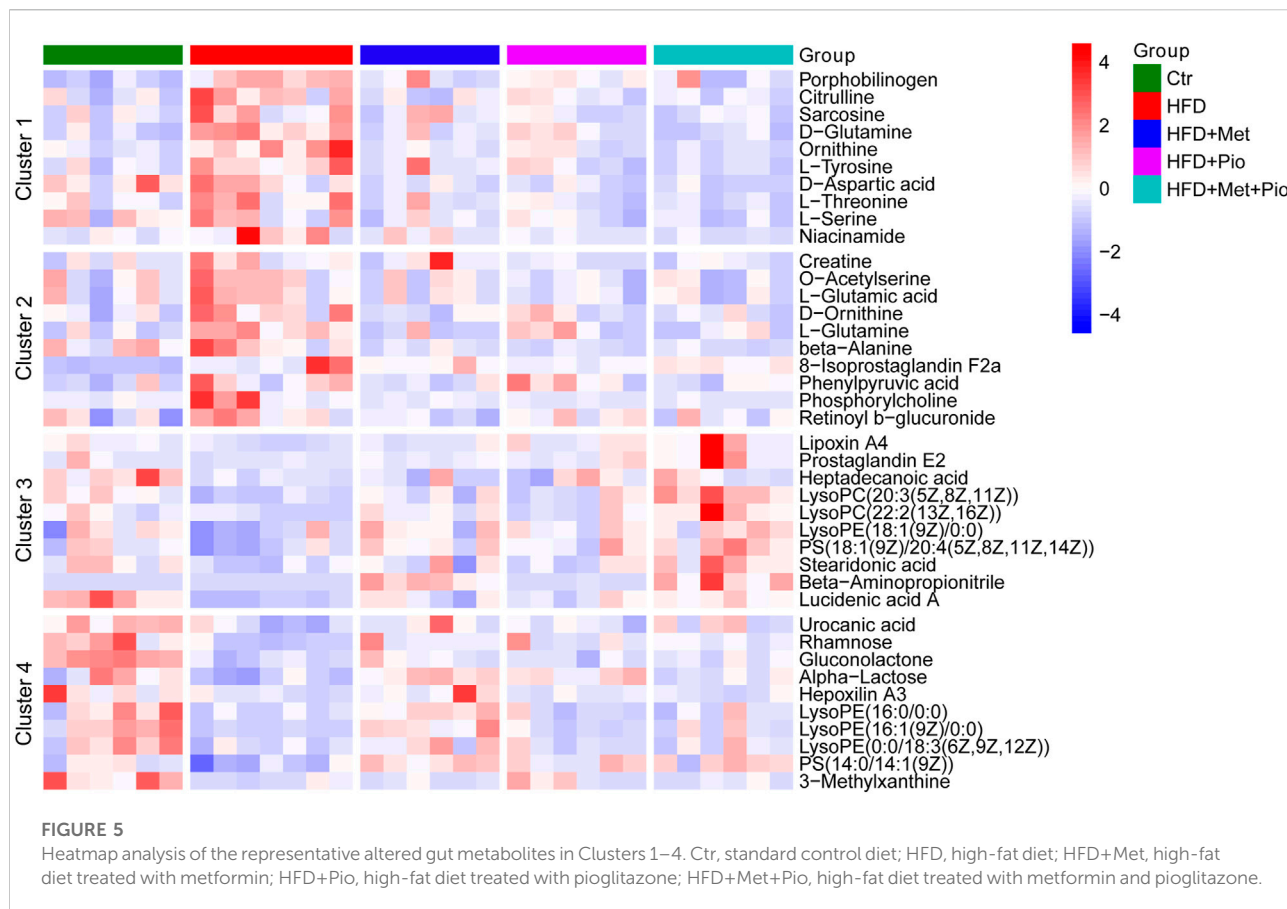 Group
Cluster 1
Porphobilinogen
Citrulline
Sarcosine
D−Glutamine
Ornithine
L−Tyrosine
D−Aspartic acid
L−Threonine
L−Serine
Niacinamide
Cluster 2
Creatine
O−Acetylserine
L−Glutamic acid
D−Ornithine
L−Glutamine
beta−Alanine
8−Isoprostaglandin F2a
Phenylpyruvic acid
Phosphorylcholine
Retinoyl b−glucuronide
Cluster 3
Lipoxin A4
Prostaglandin E2
Heptadecanoic acid
LysoPC(20:3(5Z,8Z,11Z))
LysoPC(22:2(13Z,16Z))
LysoPE(18:1(9Z)/0:0)
PS(18:1(9Z)/20:4(5Z,8Z,11Z,14Z))
Stearidonic acid
Beta−Aminopropionitrile
Lucidenic acid A
Cluster 4
Urocanic acid
Rhamnose
Gluconolactone
Alpha−Lactose
Hepoxilin A3
LysoPE(16:0/0:0)
LysoPE(16:1(9Z)/0:0)
LysoPE(0:0/18:3(6Z,9Z,12Z))
PS(14:0/14:1(9Z))
3−Methylxanthine
4
2
0
−2
−4
Group
Ctr
HFD
HFD+Met
HFD+Pio
HFD+Met+Pio
FIGURE 5
Heatmap analysis of the representative altered gut metabolites in Clusters 1–4. Ctr, standard control diet; HFD, high-fat diet; HFD+Met, high-fat
diet treated with metformin; HFD+Pio, high-fat diet treated with pioglitazone; HFD+Met+Pio, high-fat diet treated with metformin and pioglitazone.